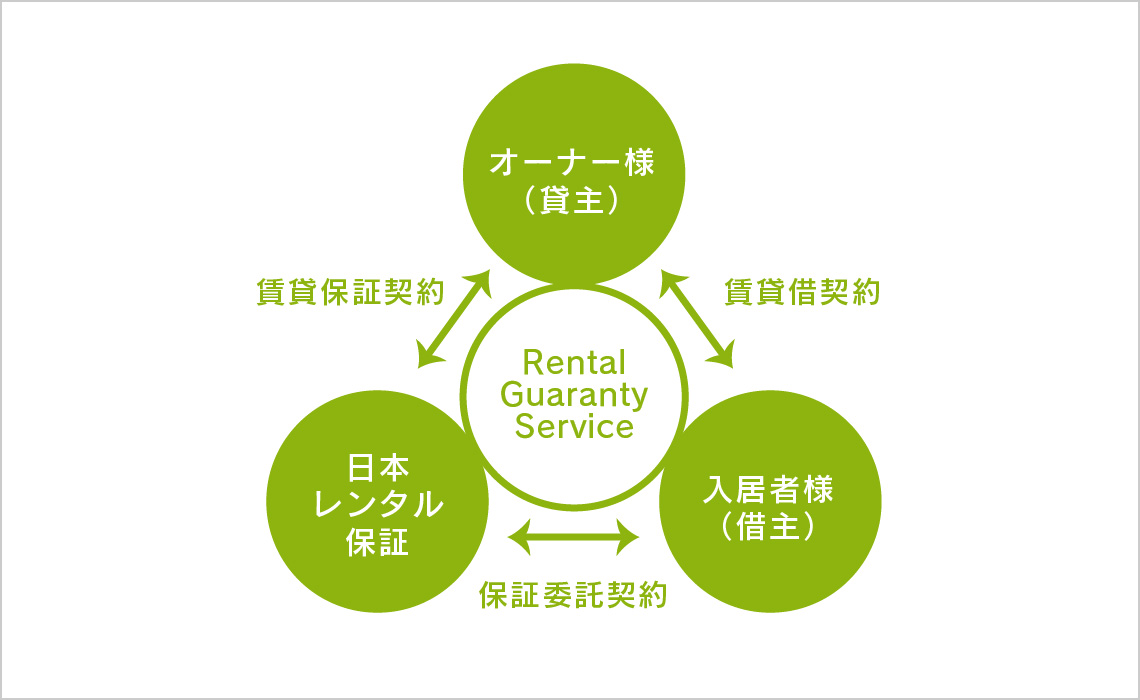 オーナー様
（貸主）
賃貸保証契約
賃貸借契約
Rental
Guaranty
Service
日本
レンタル
保証
入居者様
（借主）
保証委託契約